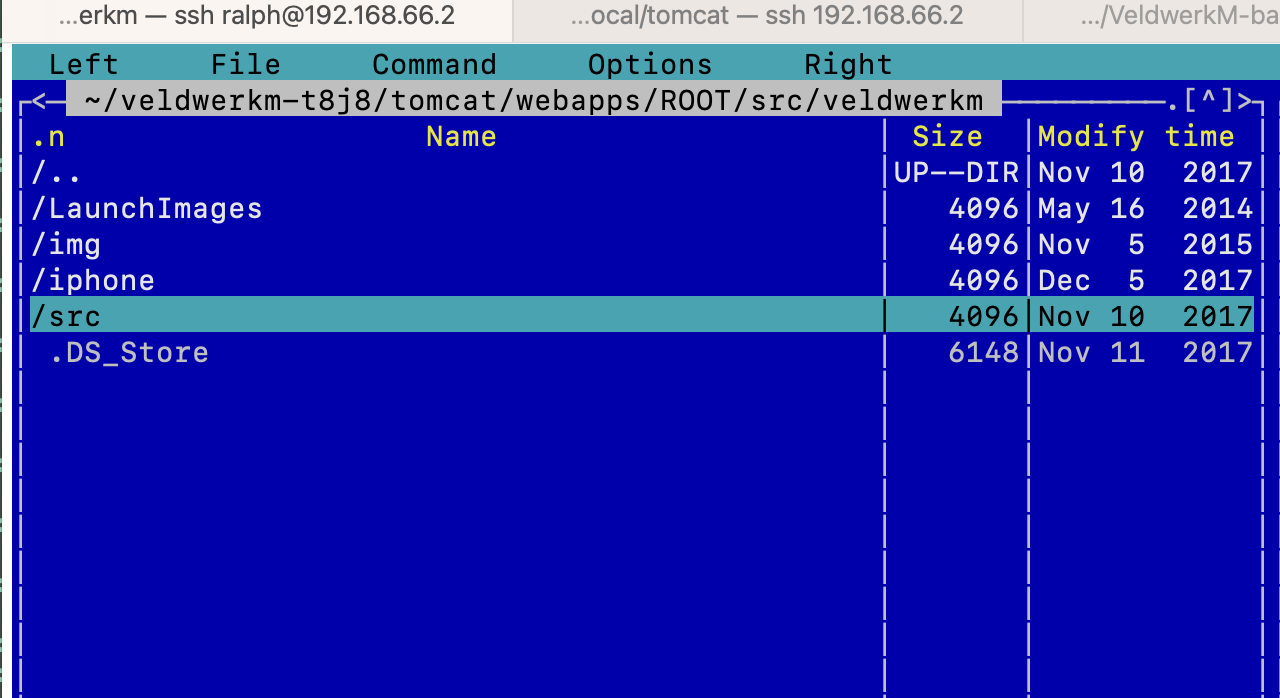 ...erkm — ssh ralph@192.168.66.2 ...ocal/tomcat — ssh 192.168.66.2 .../VeldwerkM-ba
Left File Command Options Right
<─ ~/veldwerkm-t8j8/tomcat/webapps/ROOT/src/veldwerkm ─.[^]>
.n Name Size Modify time
/.. UP--DIR Nov 10 2017
/LaunchImages 4096 May 16 2014
/img 4096 Nov 5 2015
/iphone 4096 Dec 5 2017
/src 4096 Nov 10 2017
.DS_Store 6148 Nov 11 2017